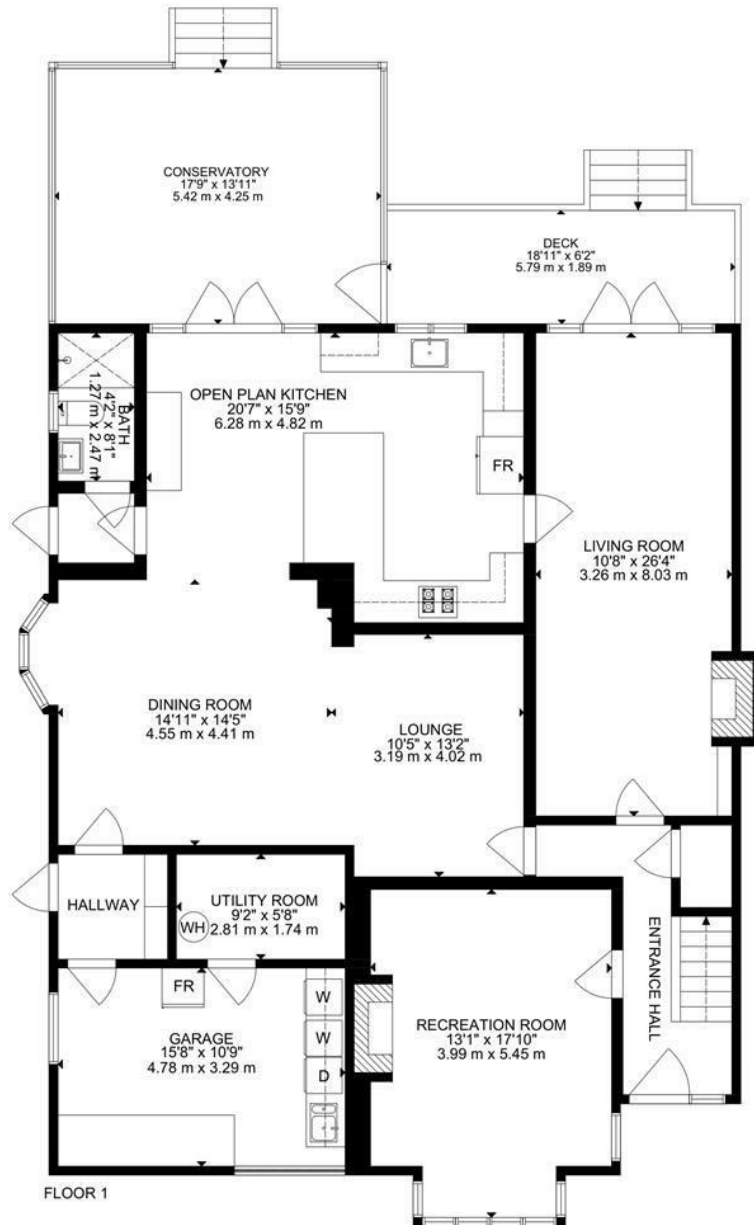 CONSERVATORY
17'9" x 13'11"
5.42 m x 4.25 m
DECK
18'11" x 6'2"
5.79 m x 1.89 m
BATH
4'2" x 8'1"
1.27 m x 2.47 m
OPEN PLAN KITCHEN
20'7" x 15'9"
6.28 m x 4.82 m
FR
LIVING ROOM
10'8" x 26'4"
3.26 m x 8.03 m
DINING ROOM
14'11" x 14'5"
4.55 m x 4.41 m
LOUNGE
10'5" x 13'2"
3.19 m x 4.02 m
HALLWAY
UTILITY ROOM
9'2" x 5'8"
2.81 m x 1.74 m
WH
ENTRANCE HALL
FR
W
W
D
GARAGE
15'8" x 10'9"
4.78 m x 3.29 m
RECREATION ROOM
13'1" x 17'10"
3.99 m x 5.45 m
FLOOR 1